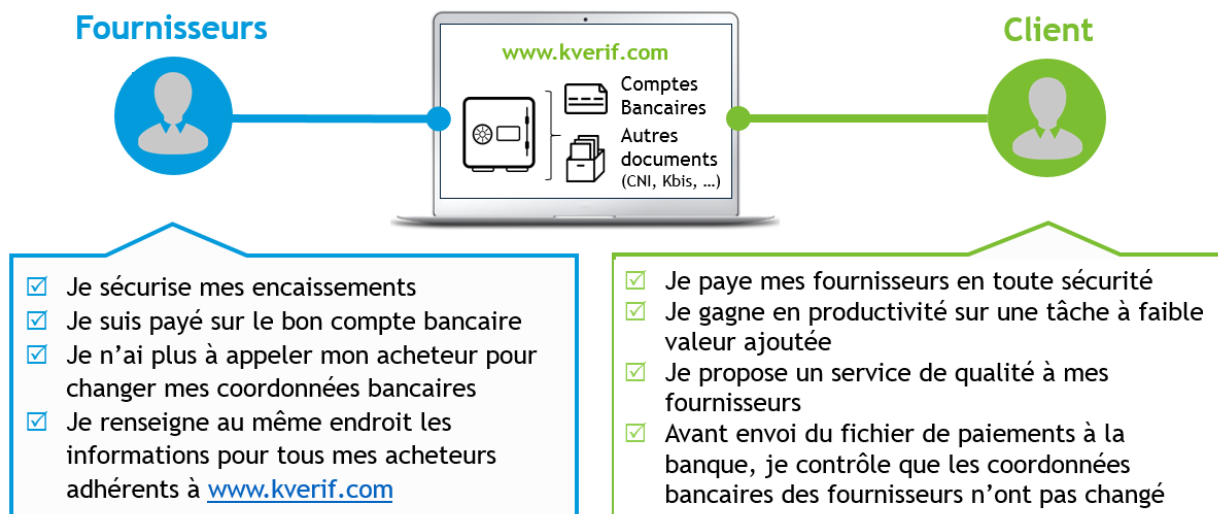 Fournisseurs
www.kverif.com
Comptes
Bancaires
Autres
documents
(CNI, Kbis, …)
Client
☑ Je sécurise mes encaissements
☑ Je suis payé sur le bon compte bancaire
☑ Je n’ai plus à appeler mon acheteur pour
changer mes coordonnées bancaires
☑ Je renseigne au même endroit les
informations pour tous mes acheteurs
adhérents à www.kverif.com
☑ Je paye mes fournisseurs en toute sécurité
☑ Je gagne en productivité sur une tâche à faible
valeur ajoutée
☑ Je propose un service de qualité à mes
fournisseurs
☑ Avant envoi du fichier de paiements à la
banque, je contrôle que les coordonnées
bancaires des fournisseurs n’ont pas changé